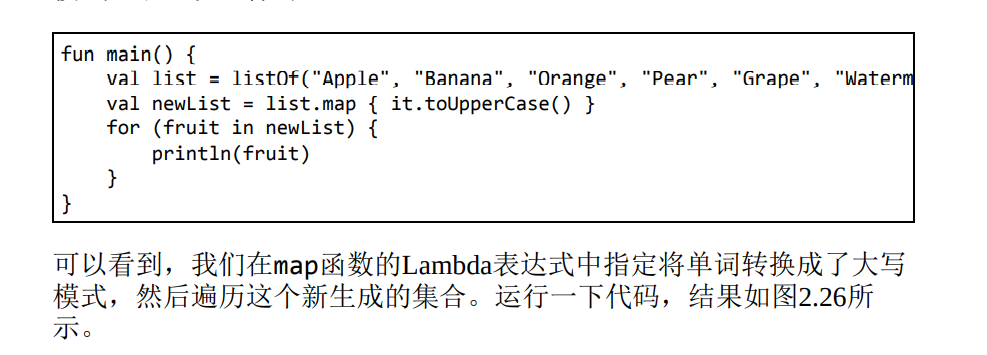 fun main() {
    val list = listOf("Apple", "Banana", "Orange", "Pear", "Grape", "Waterm
    val newList = list.map { it.toUpperCase() }
    for (fruit in newList) {
        println(fruit)
    }
}
可以看到，我们在map函数的Lambda表达式中指定将单词转换成了大写
模式，然后遍历这个新生成的集合。运行一下代码，结果如图2.26所
示。